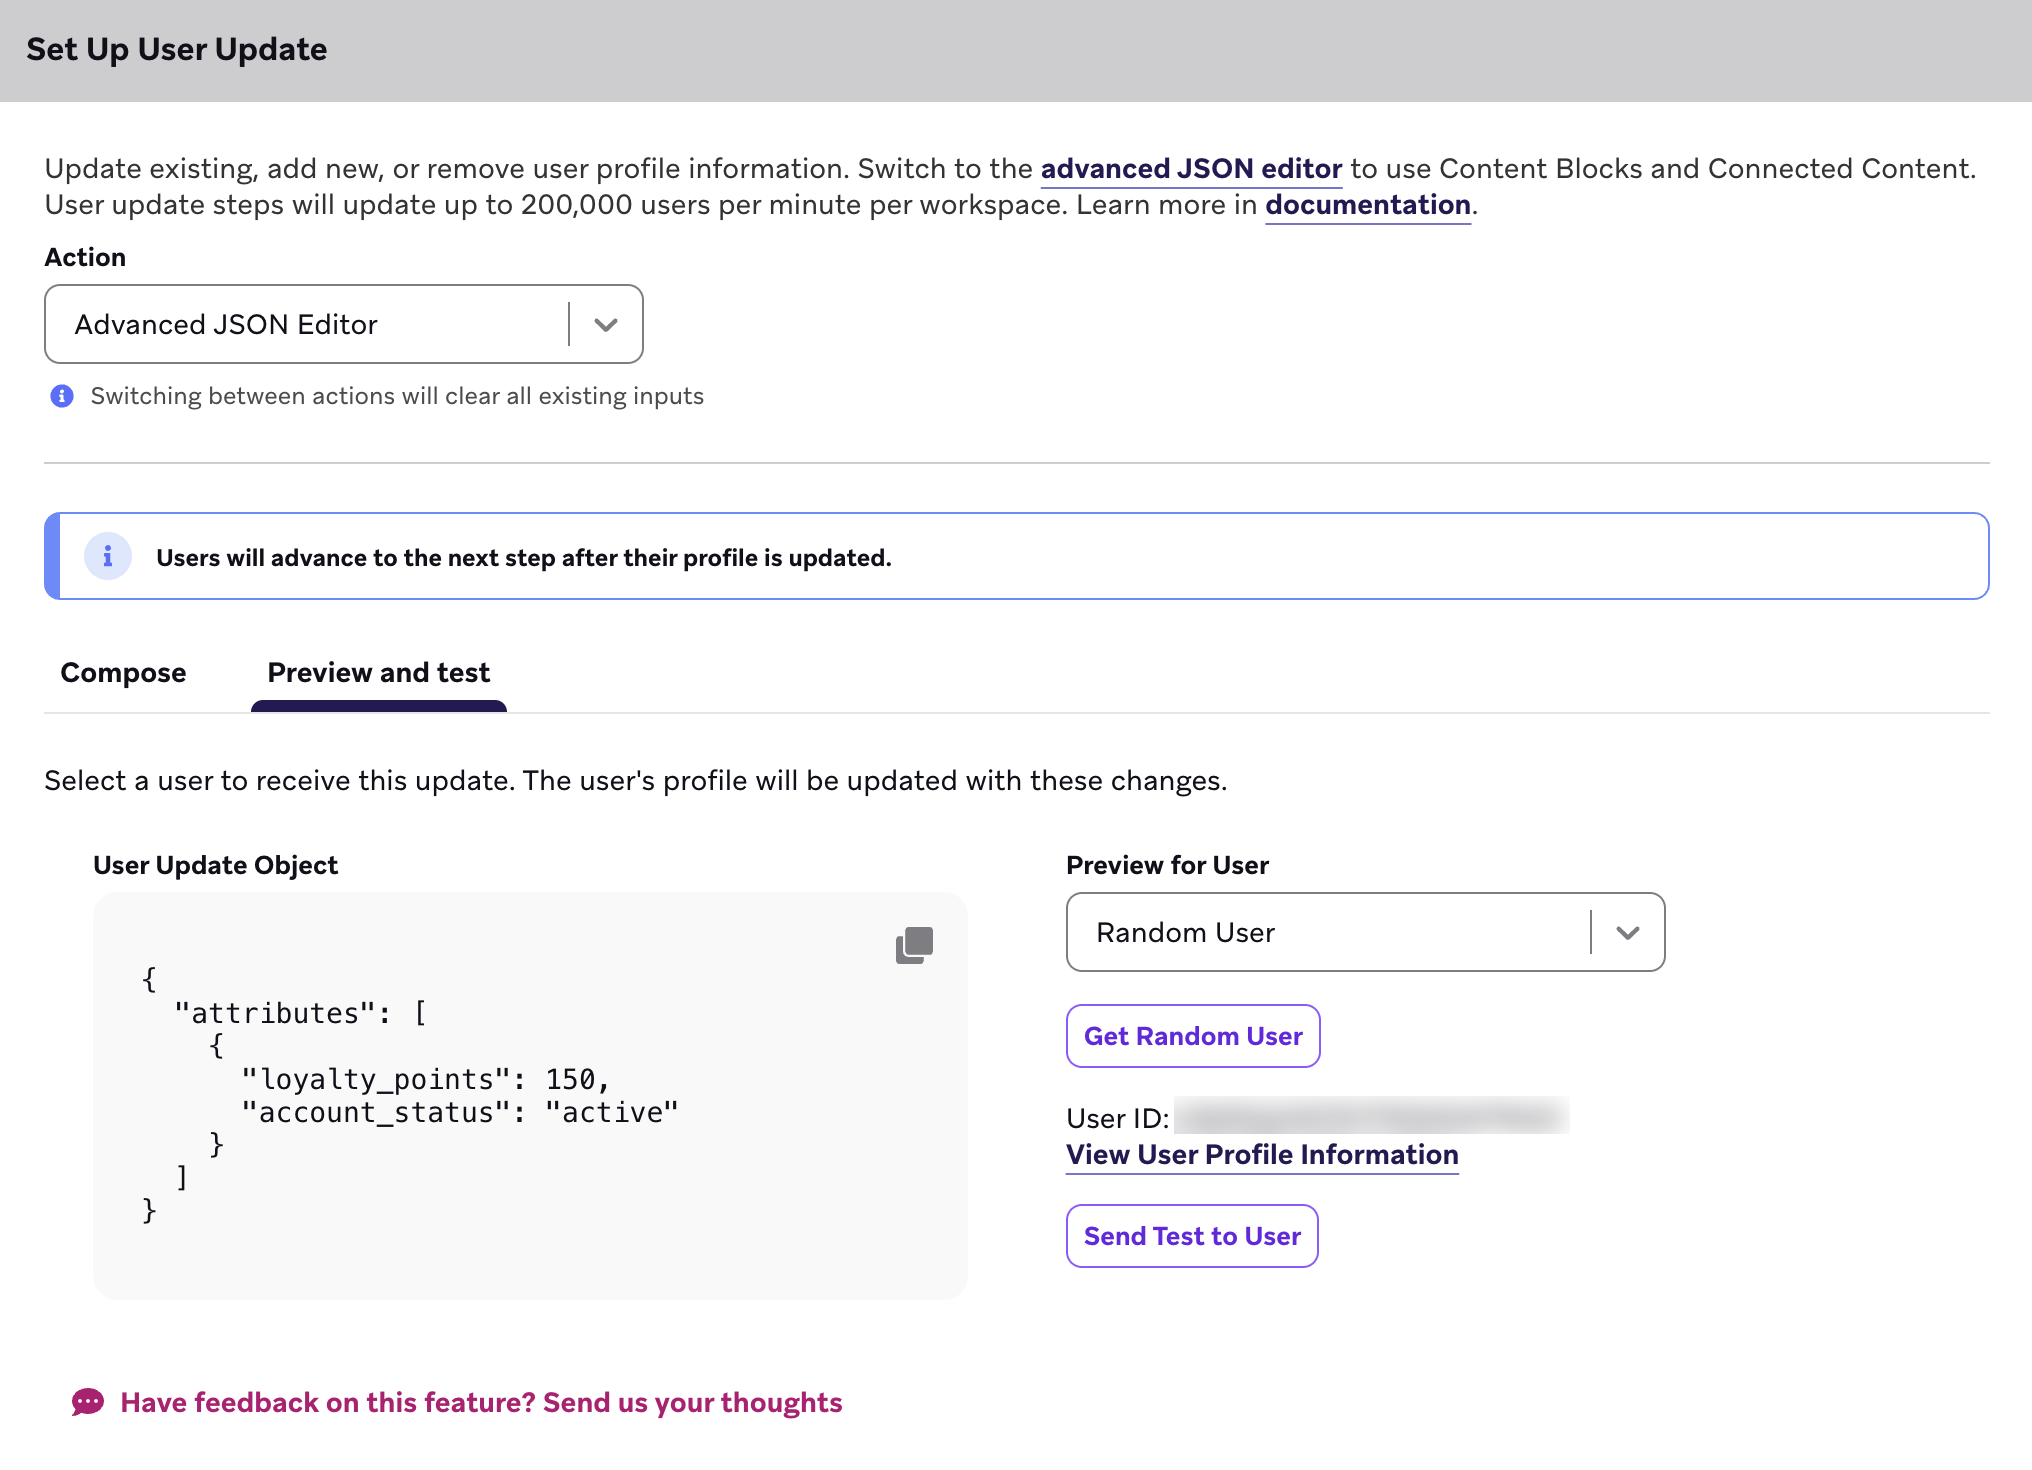 Set Up User Update
Update existing, add new, or remove user profile information. Switch to the advanced JSON editor to use Content Blocks and Connected Content.
User update steps will update up to 200,000 users per minute per workspace. Learn more in documentation.
Action
Advanced JSON Editor
Switching between actions will clear all existing inputs
Users will advance to the next step after their profile is updated.
Compose
Preview and test
Select a user to receive this update. The user's profile will be updated with these changes.
User Update Object
{
  "attributes": [
    {
      "loyalty_points": 150,
      "account_status": "active"
    }
  ]
}
Preview for User
Random User
Get Random User
User ID:
View User Profile Information
Send Test to User
Have feedback on this feature? Send us your thoughts